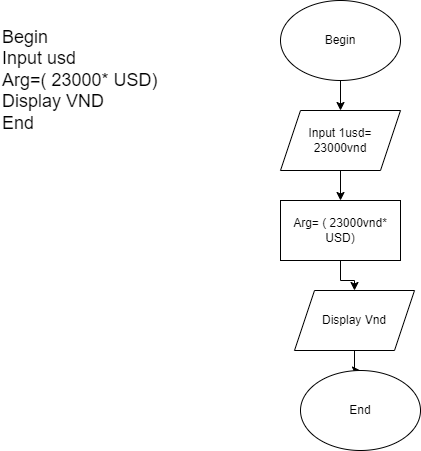 Begin
Input usd
Arg=( 23000* USD)
Display VND
End
Begin
Input 1usd=
23000vnd
Arg= ( 23000vnd*
USD)
Display Vnd
End